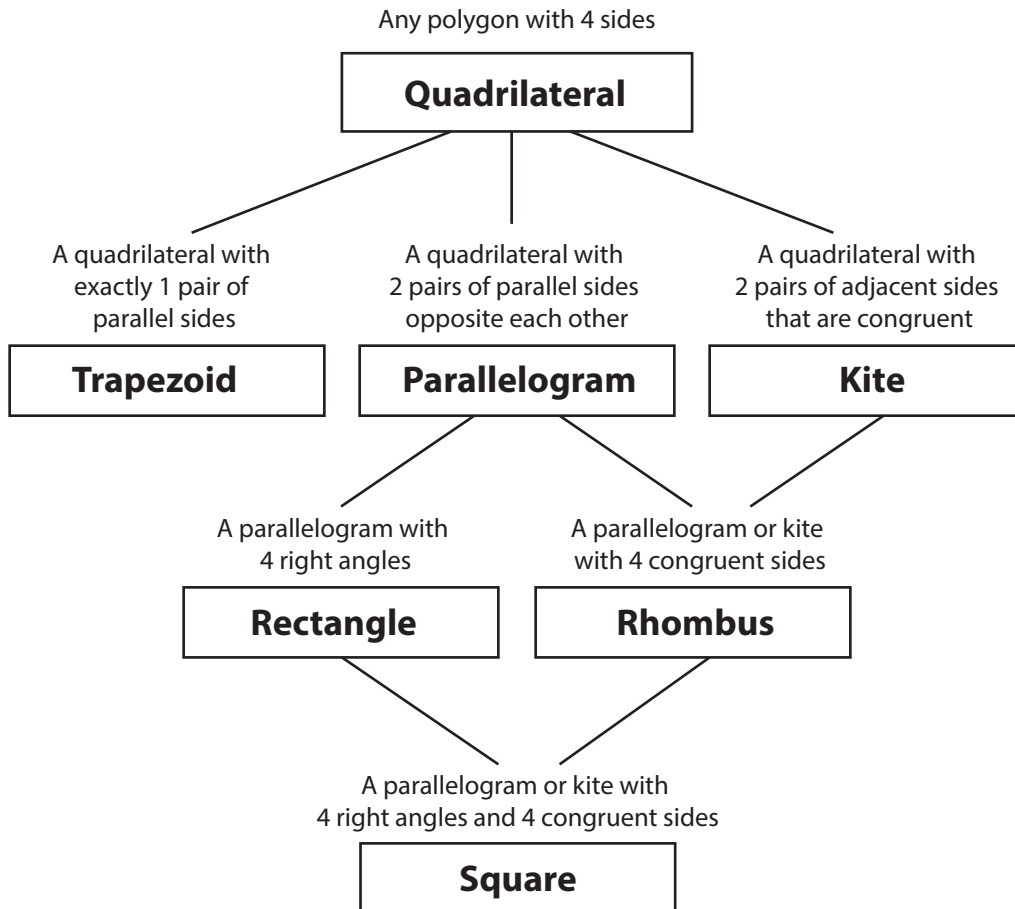 Any polygon with 4 sides
Quadrilateral
A quadrilateral with
exactly 1 pair of
parallel sides
Trapezoid
A quadrilateral with
2 pairs of parallel sides
opposite each other
Parallelogram
A quadrilateral with
2 pairs of adjacent sides
that are congruent
Kite
A parallelogram with
4 right angles
Rectangle
A parallelogram or kite
with 4 congruent sides
Rhombus
A parallelogram or kite with
4 right angles and 4 congruent sides
Square